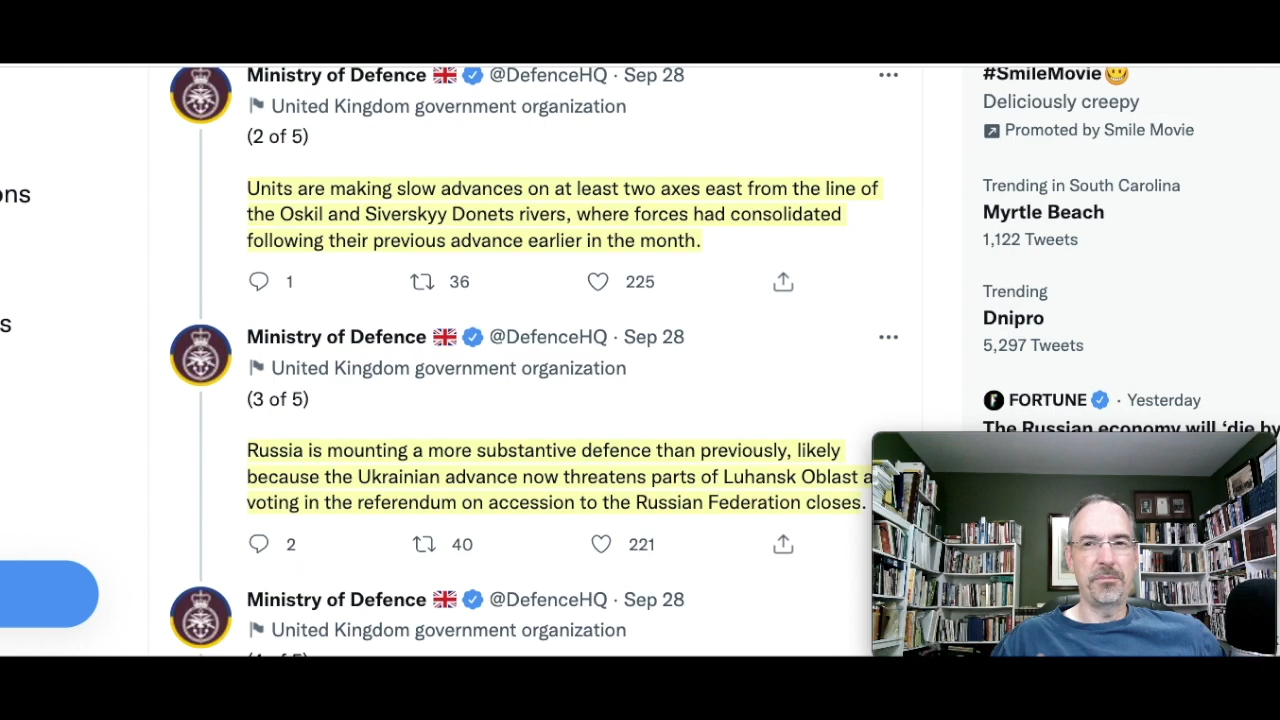 ons
s
Ministry of Defence @DefenceHQ · Sep 28
United Kingdom government organization
(2 of 5)
Units are making slow advances on at least two axes east from the line of
the Oskil and Siverskyy Donets rivers, where forces had consolidated
following their previous advance earlier in the month.
1 36 225
Ministry of Defence @DefenceHQ · Sep 28
United Kingdom government organization
(3 of 5)
Russia is mounting a more substantive defence than previously, likely
because the Ukrainian advance now threatens parts of Luhansk Oblast a
voting in the referendum on accession to the Russian Federation closes.
2 40 221
Ministry of Defence @DefenceHQ · Sep 28
United Kingdom government organization
#SmileMovie
Deliciously creepy
Promoted by Smile Movie
Trending in South Carolina
Myrtle Beach
1,122 Tweets
Trending
Dnipro
5,297 Tweets
FORTUNE · Yesterday
The Russian economy will ‘die by